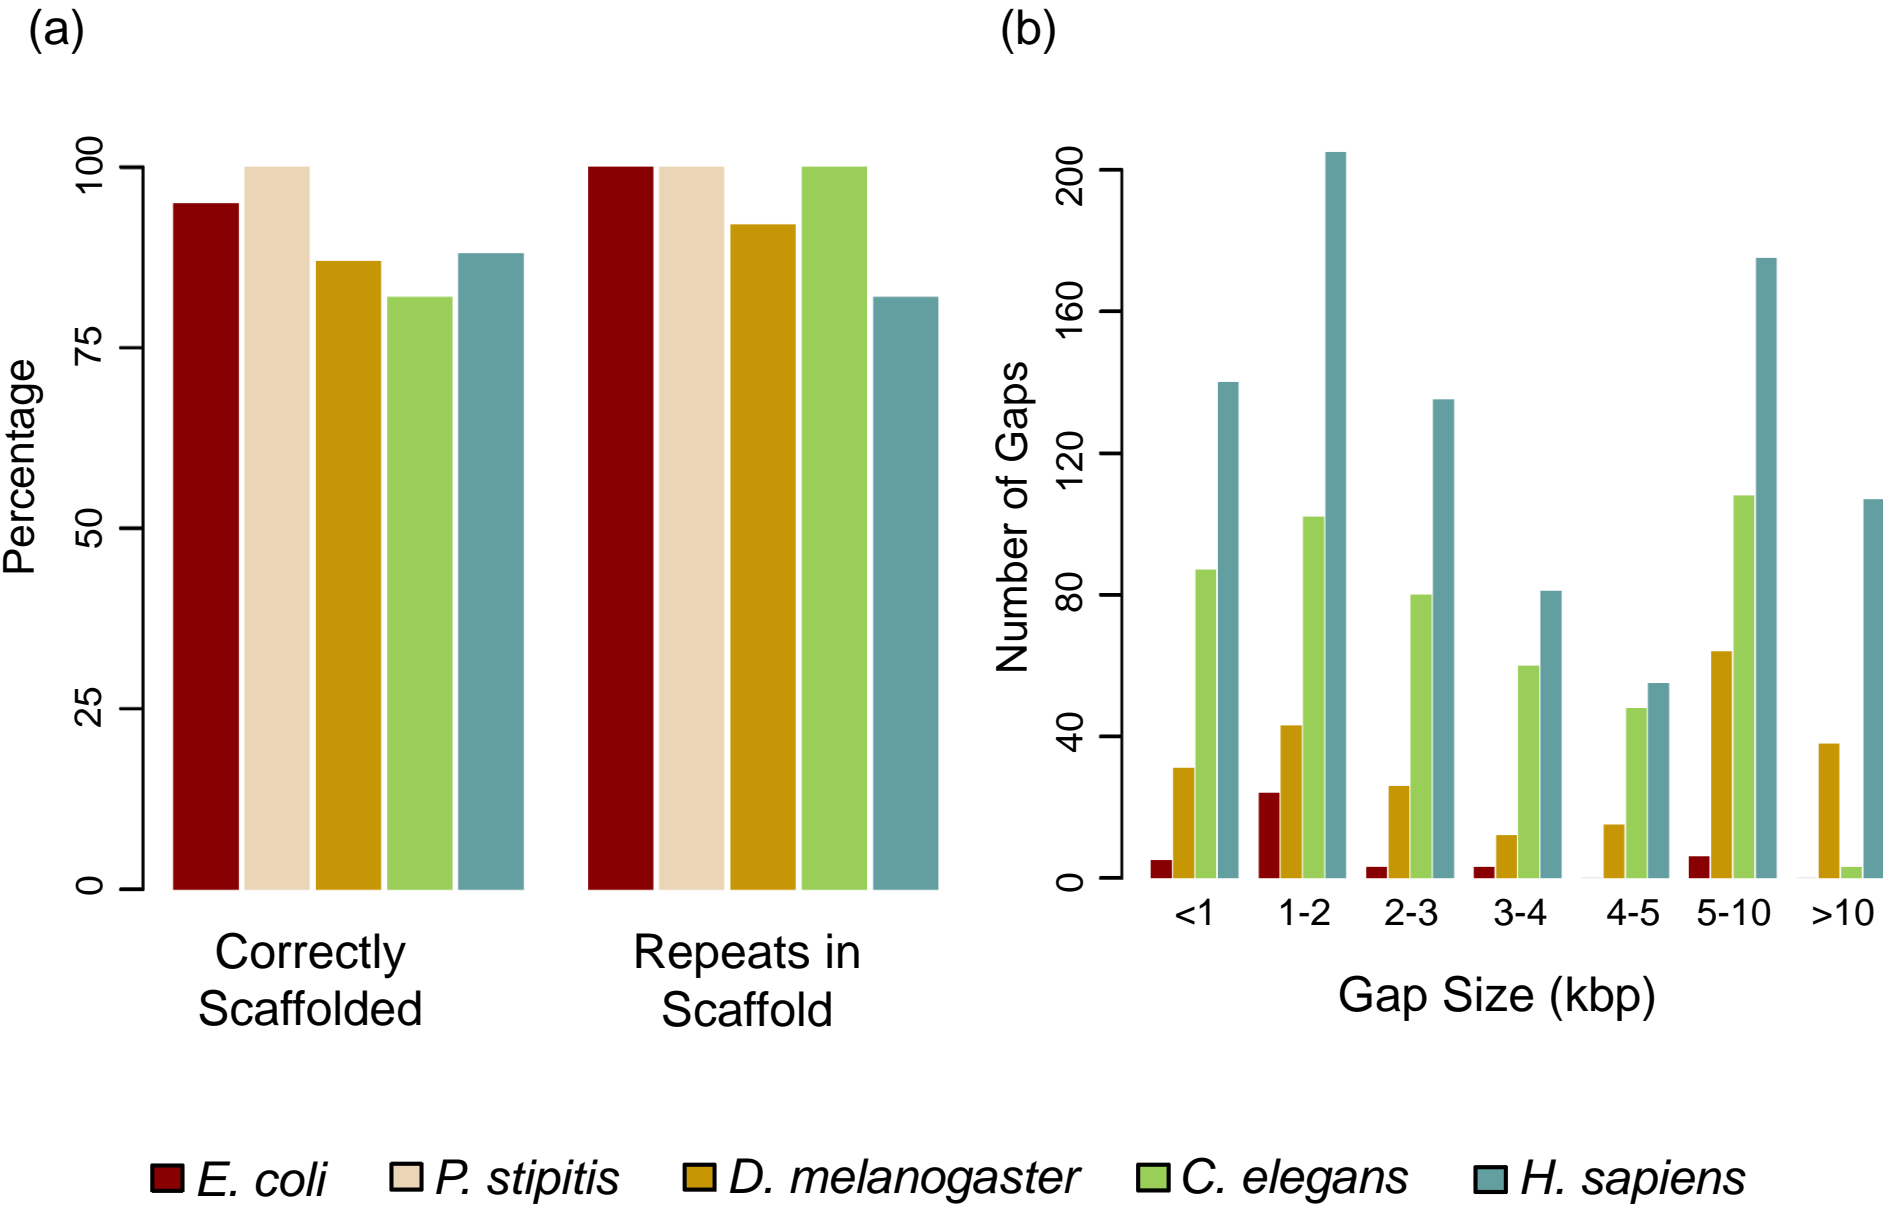 (a)
100
75
50
25
0
Percentage
Correctly
Scaffolded
Repeats in
Scaffold
(b)
200
160
120
80
40
0
Number of Gaps
<1 1-2 2-3 3-4 4-5 5-10 >10
Gap Size (kbp)
E. coli P. stipitis D. melanogaster C. elegans H. sapiens